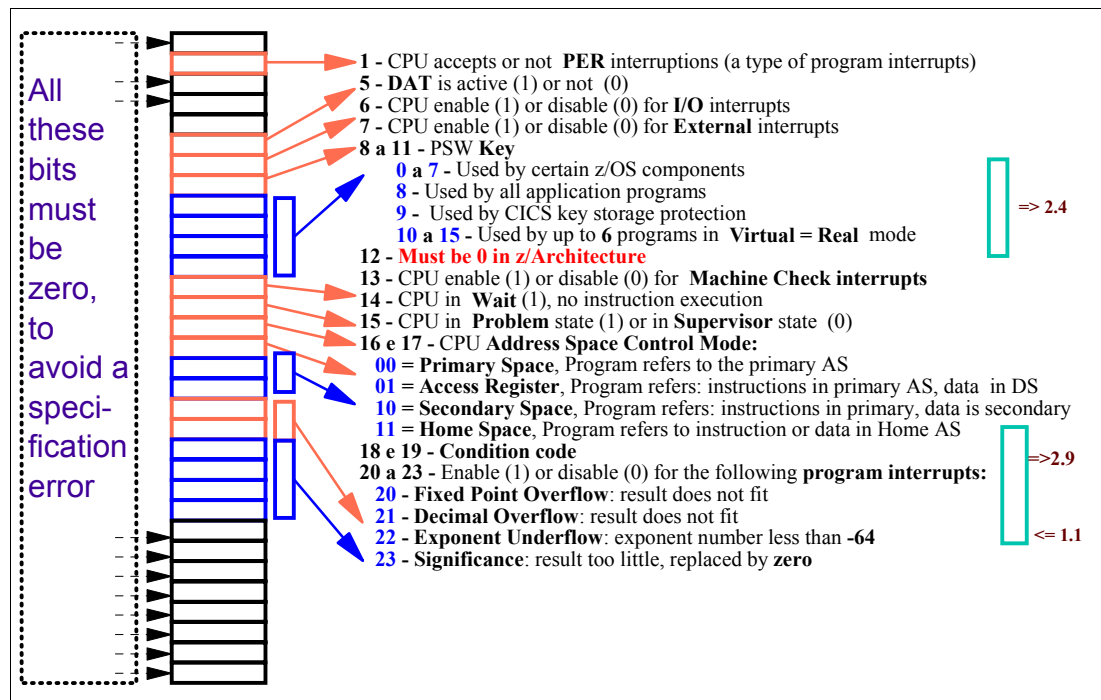 All
these
bits
must
be
zero,
to
avoid a
speci-
fication
error
1 - CPU accepts or not PER interruptions (a type of program interrupts)
5 - DAT is active (1) or not (0)
6 - CPU enable (1) or disable (0) for I/O interrupts
7 - CPU enable (1) or disable (0) for External interrupts
8 a 11 - PSW Key
0 a 7 - Used by certain z/OS components
8 - Used by all application programs
9 - Used by CICS key storage protection
10 a 15 - Used by up to 6 programs in Virtual = Real mode
=> 2.4
12 - Must be 0 in z/Architecture
13 - CPU enable (1) or disable (0) for Machine Check interrupts
14 - CPU in Wait (1), no instruction execution
15 - CPU in Problem state (1) or in Supervisor state (0)
16 e 17 - CPU Address Space Control Mode:
00 = Primary Space, Program refers to the primary AS
01 = Access Register, Program refers: instructions in primary AS, data in DS
10 = Secondary Space, Program refers: instructions in primary, data is secondary
11 = Home Space, Program refers to instruction or data in Home AS
18 e 19 - Condition code
=>2.9
20 a 23 - Enable (1) or disable (0) for the following program interrupts:
20 - Fixed Point Overflow: result does not fit
21 - Decimal Overflow: result does not fit
22 - Exponent Underflow: exponent number less than -64
<= 1.1
23 - Significance: result too little, replaced by zero